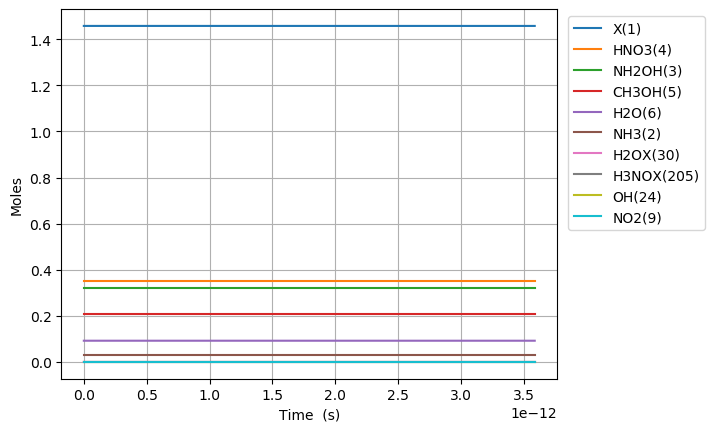 1.4
1.2
1.0
0.8
0.6
0.4
0.2
0.0
Moles
0.0 0.5 1.0 1.5 2.0 2.5 3.0 3.5
1e−12
Time (s)
X(1)
HNO3(4)
NH2OH(3)
CH3OH(5)
H2O(6)
NH3(2)
H2OX(30)
H3NOX(205)
OH(24)
NO2(9)